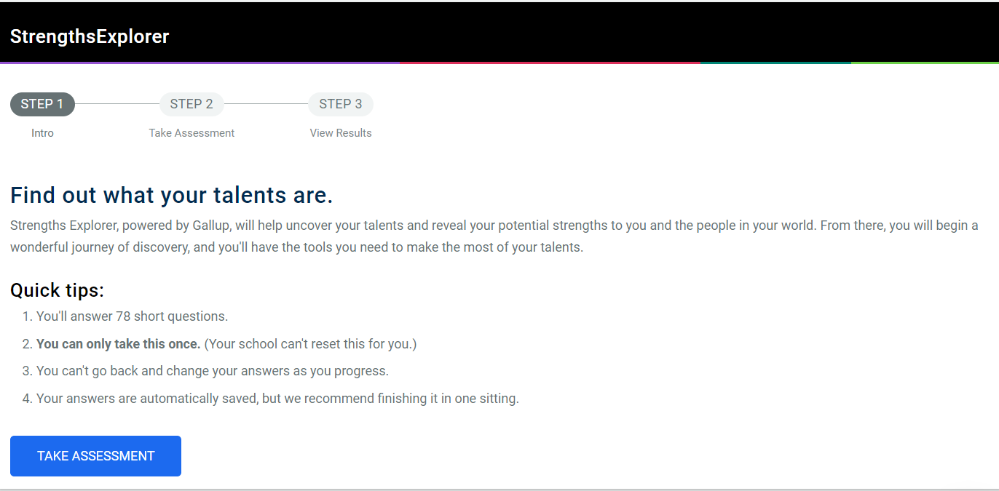 StrengthsExplorer
STEP 1 STEP 2 STEP 3
Intro Take Assessment View Results
Find out what your talents are.
Strengths Explorer, powered by Gallup, will help uncover your talents and reveal your potential strengths to you and the people in your world. From there, you will begin a
wonderful journey of discovery, and you'll have the tools you need to make the most of your talents.
Quick tips:
1. You'll answer 78 short questions.
2. You can only take this once. (Your school can't reset this for you.)
3. You can't go back and change your answers as you progress.
4. Your answers are automatically saved, but we recommend finishing it in one sitting.
TAKE ASSESSMENT